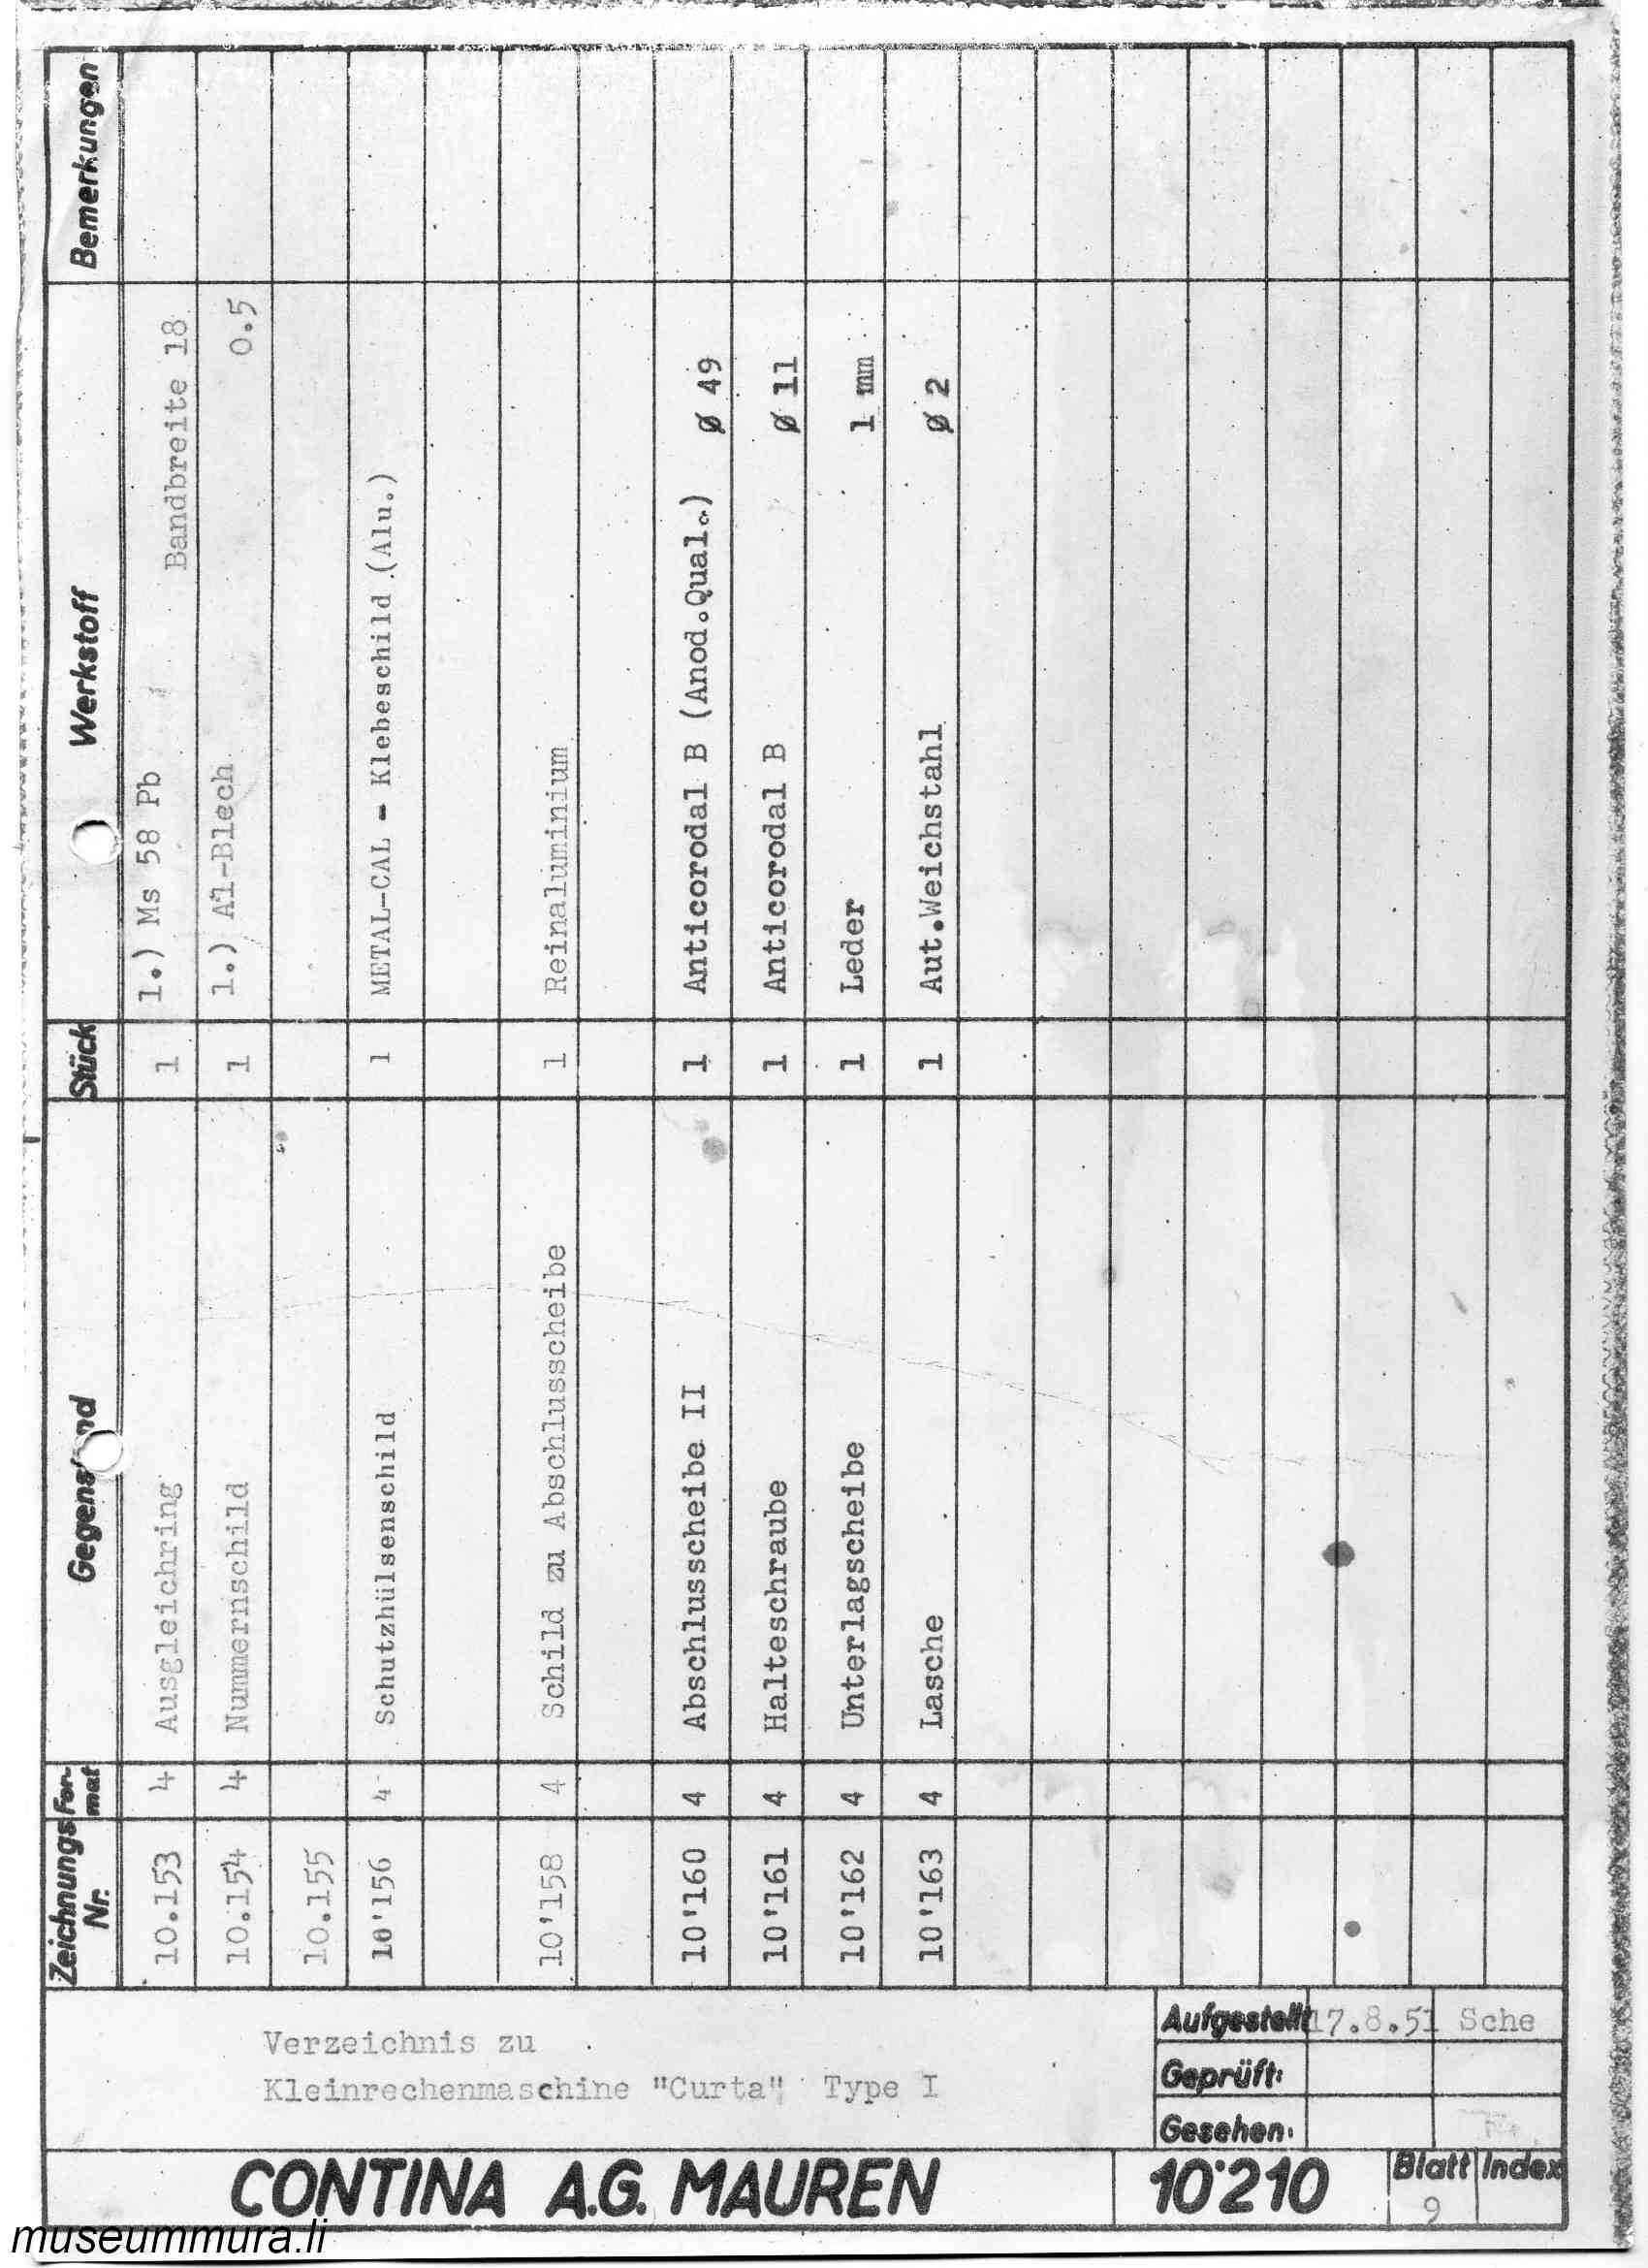 Zeichnungs Nr. Format Gegenstand Stück Werkstoff Bemerkungen
10.153 4 Ausgleichring 1 1.) Ms 58 Pb Bandbreite 18
10.154 4 Nummernschild 1 1.) Al-Blech 0.5
10.155
10'156 4 Schutzhülsenschild 1 METAL-CAL - Klebeschild (Alu.)
10'158 4 Schild zu Abschlusscheibe 1 Reinaluminium
10'160 4 Abschlusscheibe II 1 Anticorodal B (Anod.Qual.) Ø 49
10'161 4 Halteschraube 1 Anticorodal B Ø 11
10'162 4 Unterlagscheibe 1 Leder 1 mm
10'163 4 Lasche 1 Aut.Weichstahl Ø 2
Verzeichnis zu
Kleinrechenmaschine "Curta" Type I
Aufgestellt 17.8.51 Sche
Geprüft:
Gesehen:
CONTINA A.G. MAUREN
10'210
Blatt 9
Index
museummura.li